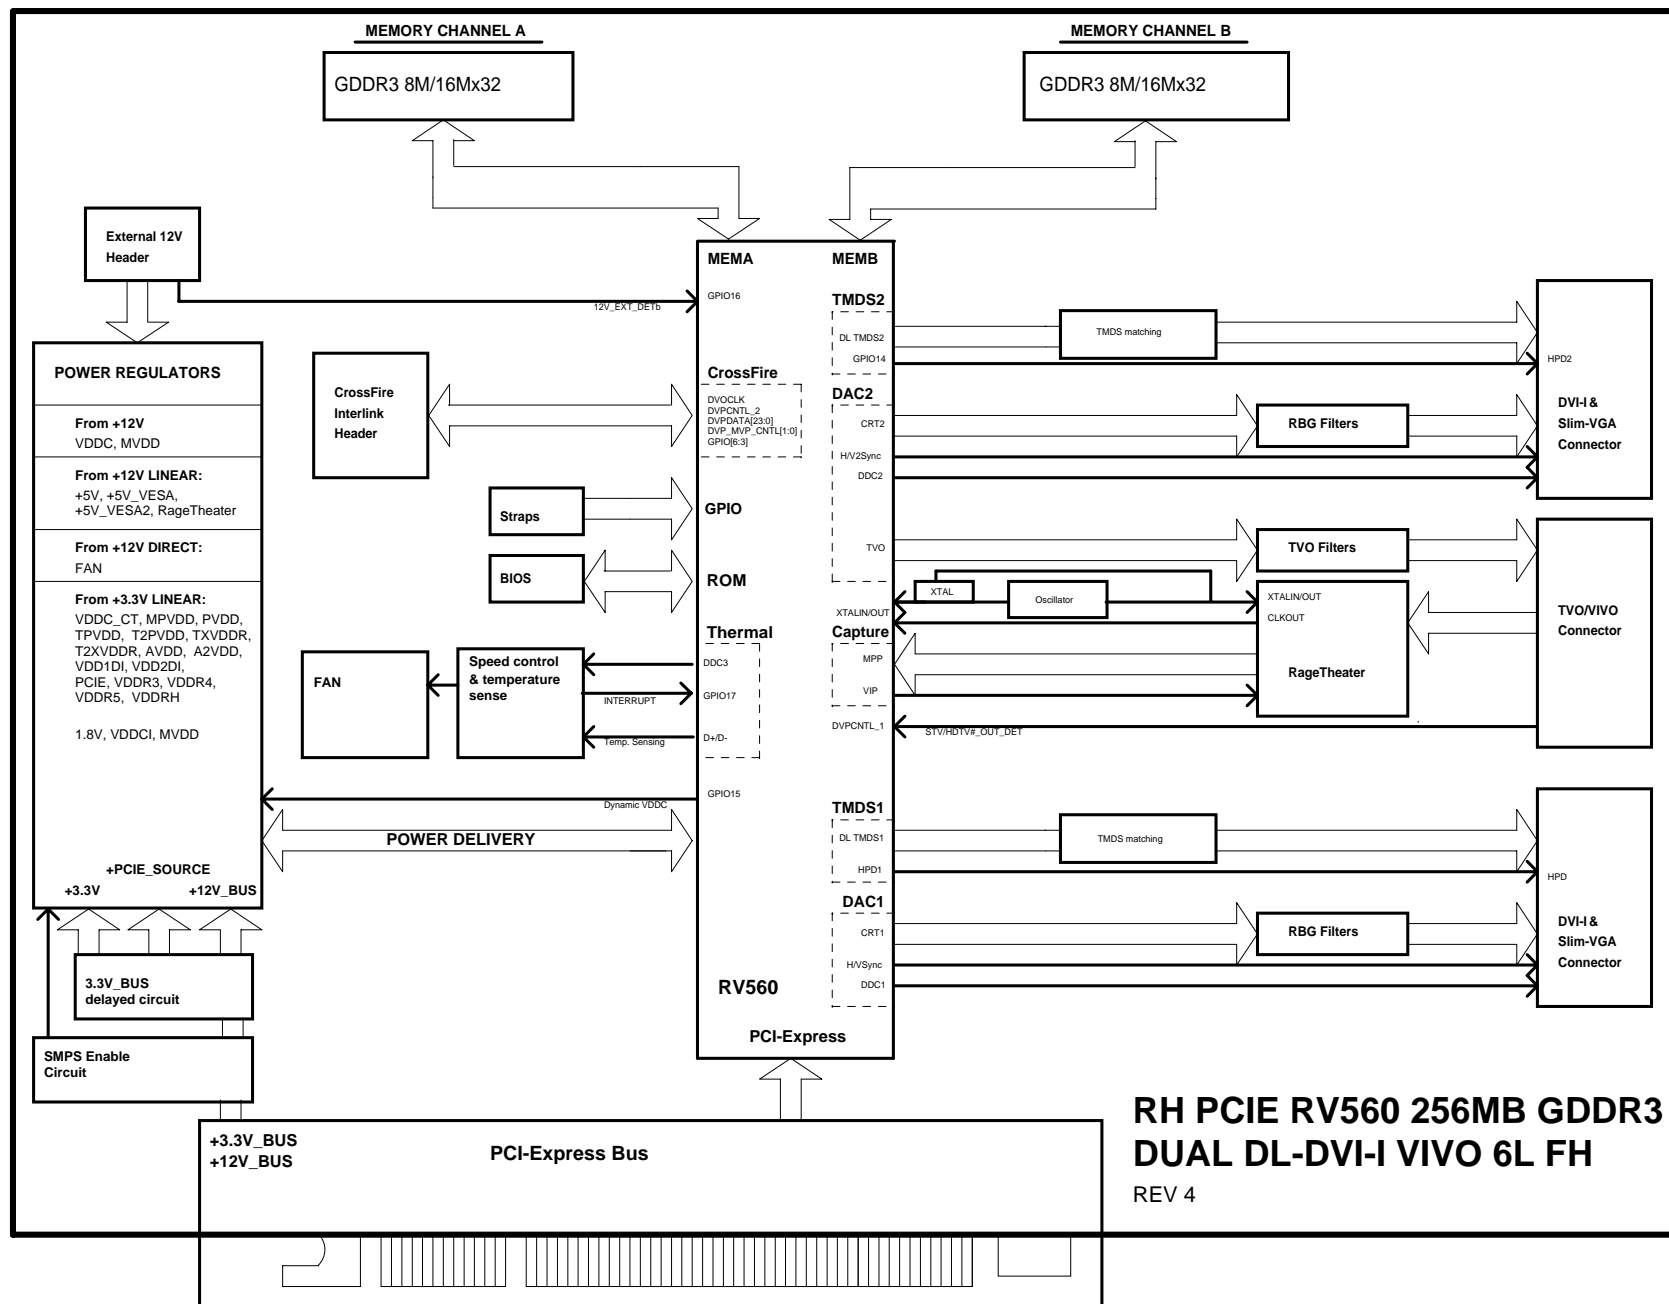 MEMORY CHANNEL A
GDDR3 8M/16Mx32
MEMORY CHANNEL B
GDDR3 8M/16Mx32
External 12V
Header
12V_EXT_DETb
POWER REGULATORS
From +12V
VDDC, MVDD
From +12V LINEAR:
+5V, +5V_VESA,
+5V_VESA2, RageTheater
From +12V DIRECT:
FAN
From +3.3V LINEAR:
VDDC_CT, MPVDD, PVDD,
TPVDD, T2PVDD, TXVDDR,
T2XVDDR, AVDD, A2VDD,
VDD1DI, VDD2DI,
PCIE, VDDR3, VDDR4,
VDDR5, VDDRH
1.8V, VDDCI, MVDD
+PCIE_SOURCE
+3.3V
+12V_BUS
3.3V_BUS
delayed circuit
SMPS Enable
Circuit
CrossFire
Interlink
Header
Straps
BIOS
FAN
Speed control
& temperature
sense
INTERRUPT
Temp. Sensing
Dynamic VDDC
POWER DELIVERY
MEMA
MEMB
GPIO16
CrossFire
DVOCLK
DVPCNTL_2
DVPDATA[23:0]
DVP_MVP_CNTL[1:0]
GPIO[6:3]
GPIO
ROM
Thermal
DDC3
GPIO17
D+/D-
GPIO15
TMDS2
DL TMDS2
GPIO14
DAC2
CRT2
H/V2Sync
DDC2
TVO
XTALIN/OUT
Capture
MPP
VIP
DVPCNTL_1
TMDS1
DL TMDS1
HPD1
DAC1
CRT1
H/VSync
DDC1
RV560
PCI-Express
TMDS matching
RBG Filters
HPD2
DVI-I &
Slim-VGA
Connector
TVO Filters
XTAL
Oscillator
XTALIN/OUT
CLKOUT
RageTheater
TVO/VIVO
Connector
STV/HDTV#_OUT_DET
TMDS matching
RBG Filters
HPD
DVI-I &
Slim-VGA
Connector
+3.3V_BUS
+12V_BUS
PCI-Express Bus
RH PCIE RV560 256MB GDDR3
DUAL DL-DVI-I VIVO 6L FH
REV 4